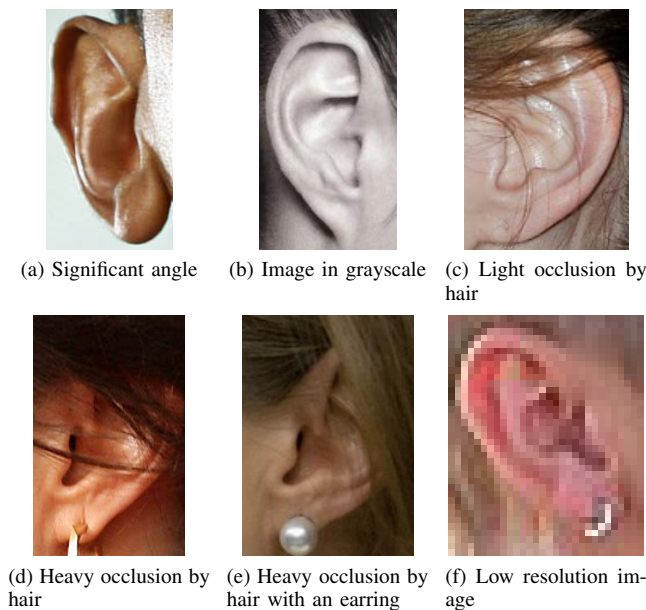 (a) Significant angle
(b) Image in grayscale
(c) Light occlusion by
hair
(d) Heavy occlusion by
hair
(e) Heavy occlusion by
hair with an earring
(f) Low resolution im-
age